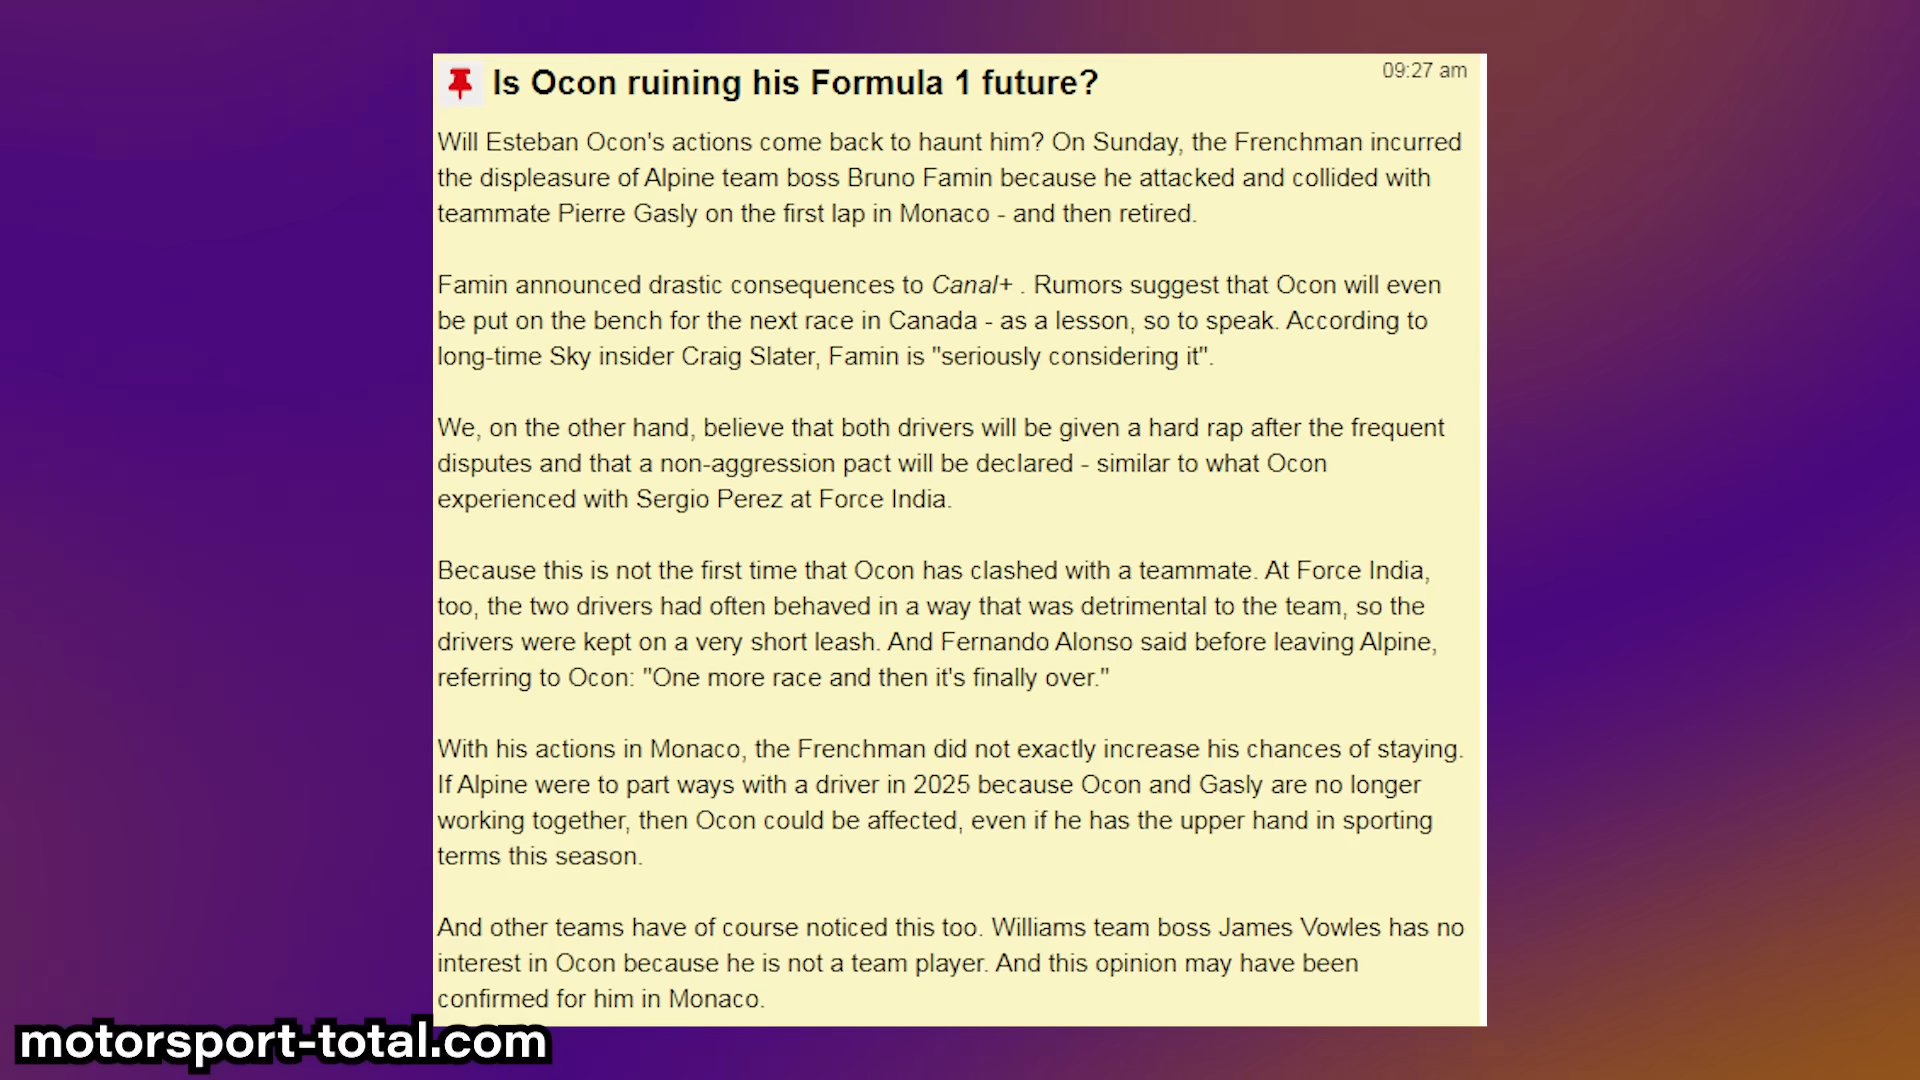 Is Ocon ruining his Formula 1 future?
09:27 am
Will Esteban Ocon's actions come back to haunt him? On Sunday, the Frenchman incurred
the displeasure of Alpine team boss Bruno Famin because he attacked and collided with
teammate Pierre Gasly on the first lap in Monaco - and then retired.
Famin announced drastic consequences to Canal+ . Rumors suggest that Ocon will even
be put on the bench for the next race in Canada - as a lesson, so to speak. According to
long-time Sky insider Craig Slater, Famin is "seriously considering it".
We, on the other hand, believe that both drivers will be given a hard rap after the frequent
disputes and that a non-aggression pact will be declared - similar to what Ocon
experienced with Sergio Perez at Force India.
Because this is not the first time that Ocon has clashed with a teammate. At Force India,
too, the two drivers had often behaved in a way that was detrimental to the team, so the
drivers were kept on a very short leash. And Fernando Alonso said before leaving Alpine,
referring to Ocon: "One more race and then it's finally over."
With his actions in Monaco, the Frenchman did not exactly increase his chances of staying.
If Alpine were to part ways with a driver in 2025 because Ocon and Gasly are no longer
working together, then Ocon could be affected, even if he has the upper hand in sporting
terms this season.
And other teams have of course noticed this too. Williams team boss James Vowles has no
interest in Ocon because he is not a team player. And this opinion may have been
confirmed for him in Monaco.
motorsport-total.com